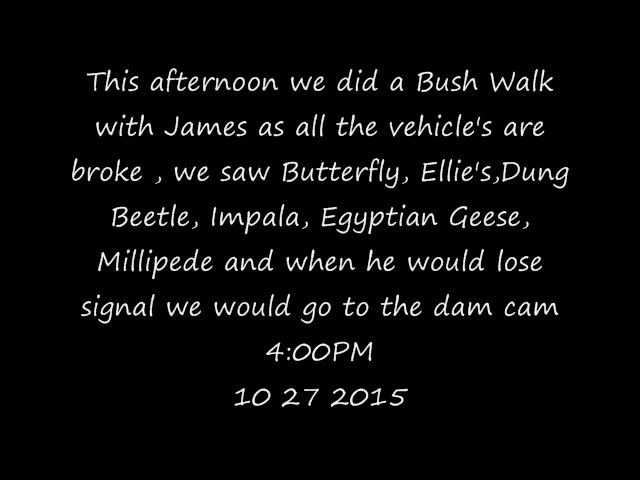 This afternoon we did a Bush Walk
with James as all the vehicle's are
broke , we saw Butterfly, Ellie's,Dung
Beetle, Impala, Egyptian Geese,
Millipede and when he would lose
signal we would go to the dam cam
4:00PM
10 27 2015